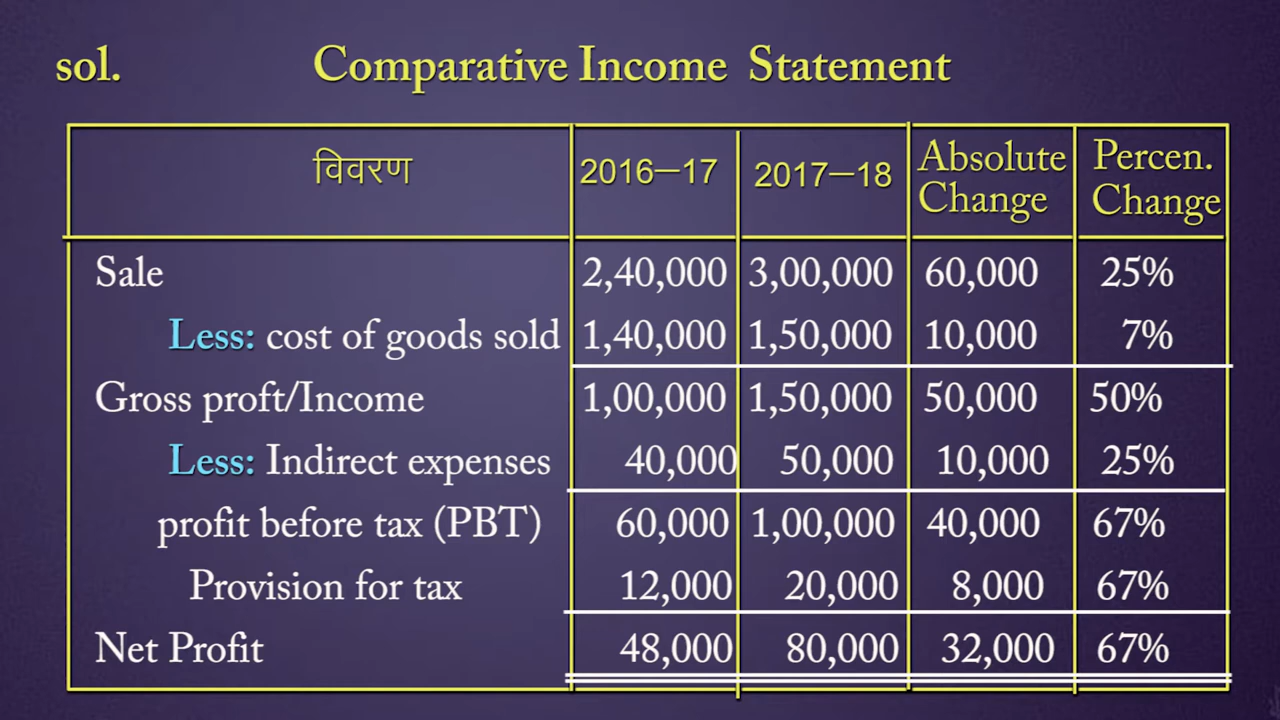 sol. Comparative Income Statement
विवरण 2016–17 2017–18 Absolute Change Percen. Change
Sale 2,40,000 3,00,000 60,000 25%
Less: cost of goods sold 1,40,000 1,50,000 10,000 7%
Gross proft/Income 1,00,000 1,50,000 50,000 50%
Less: Indirect expenses 40,000 50,000 10,000 25%
profit before tax (PBT) 60,000 1,00,000 40,000 67%
Provision for tax 12,000 20,000 8,000 67%
Net Profit 48,000 80,000 32,000 67%